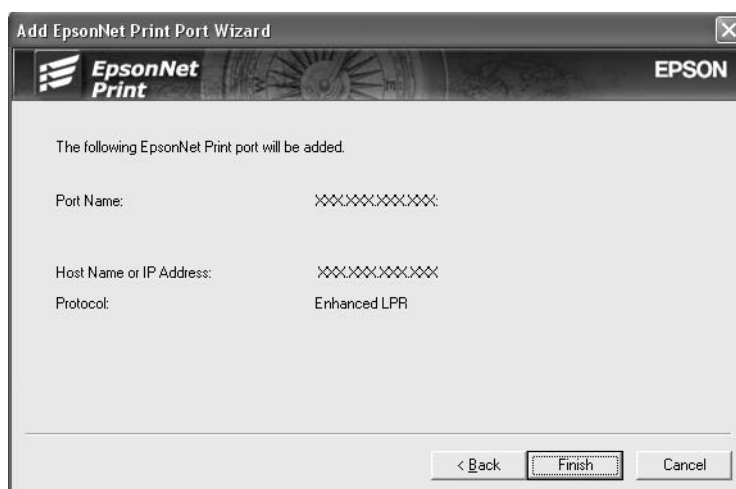 Add EpsonNet Print Port Wizard
EpsonNet
Print
EPSON
The following EpsonNet Print port will be added.
Port Name: XXX.XXX.XXX.XXX:
Host Name or IP Address: XXX.XXX.XXX.XXX
Protocol: Enhanced LPR
< Back Finish Cancel